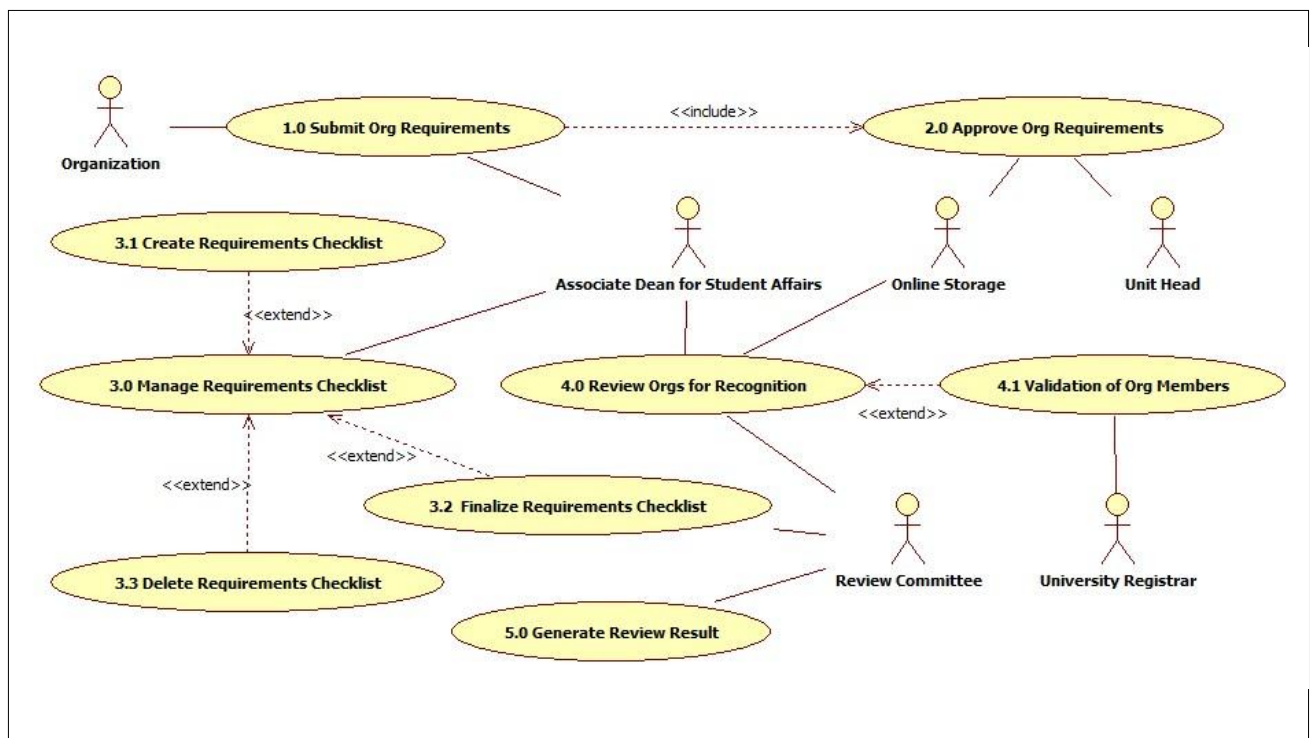 <<include>>
1.0 Submit Org Requirements
2.0 Approve Org Requirements
Organization
3.1 Create Requirements Checklist
Associate Dean for Student Affairs
Online Storage
Unit Head
<<extend>>
3.0 Manage Requirements Checklist
4.0 Review Orgs for Recognition
4.1 Validation of Org Members
<<extend>>
<<extend>>
<<extend>>
3.2 Finalize Requirements Checklist
3.3 Delete Requirements Checklist
Review Committee
University Registrar
5.0 Generate Review Result